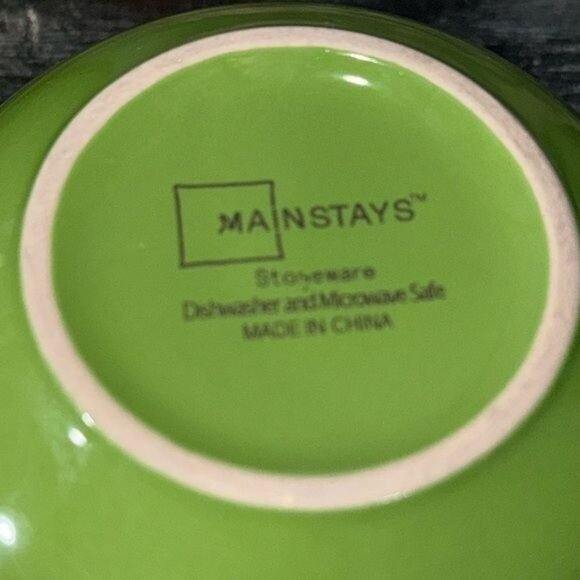 MAINSTAYS™
Stoneware
Dishwasher and Microwave Safe
MADE IN CHINA